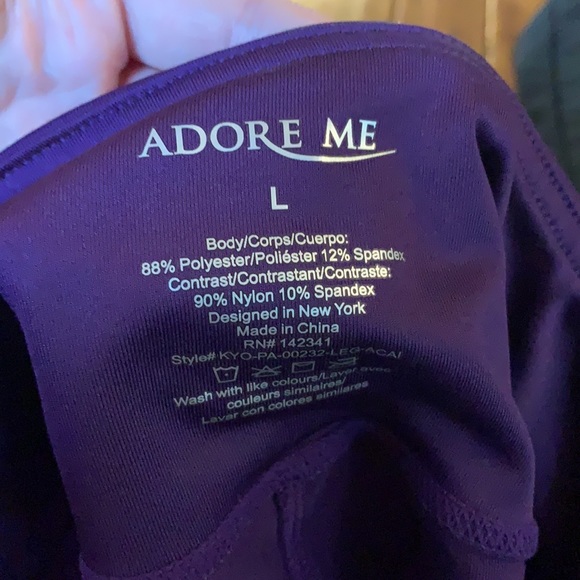 ADORE ME
L
Body/Corps/Cuerpo:
88% Polyester/Poliéster 12% Spandex
Contrast/Contrastant/Contraste:
90% Nylon 10% Spandex
Designed in New York
Made in China
RN# 142341
Style# KYO-PA-00232-LEG-ACAI
Wash with like colours/Laver avec
couleurs similaires/
Lavar con colores similares